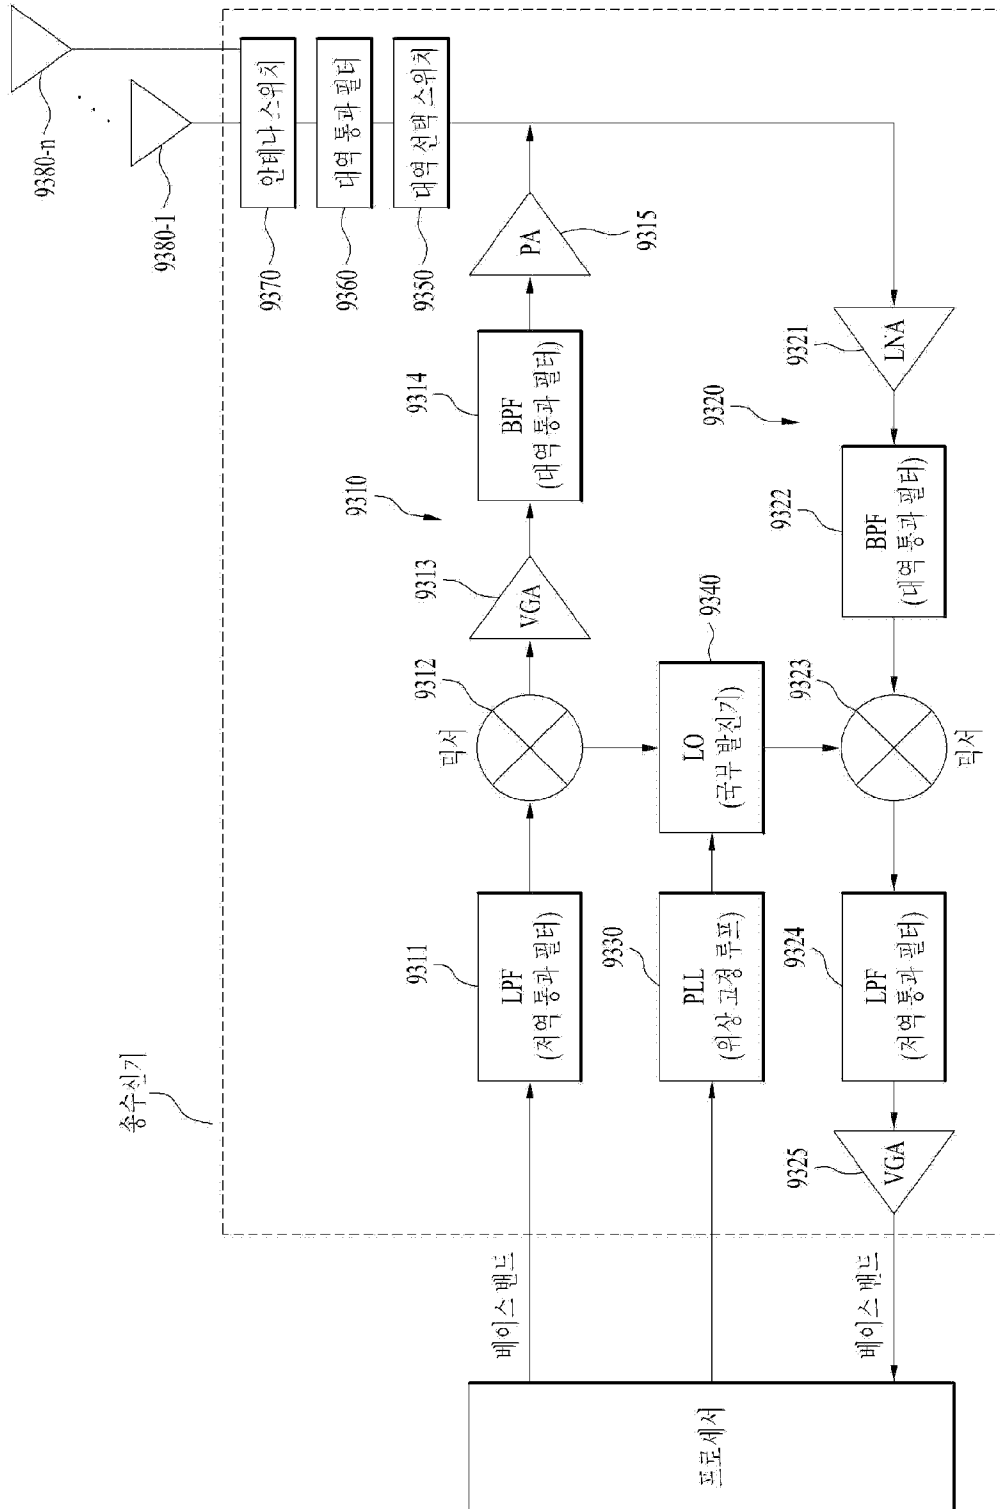 9380-n
9380-1
송수신기
안테나 스위치
9370
대역 통과 필터
9360
대역 선택 스위치
9350
베이스 밴드
9311
LPF
(저역 통과 필터)
믹서
9312
9313
VGA
9310
9314
BPF
(대역 통과 필터)
PA
9315
프로세서
9330
PLL
(위상 고정 루프)
LO
(국부 발진기)
9340
9320
베이스 밴드
9325
VGA
9324
LPF
(저역 통과 필터)
9323
믹서
9322
BPF
(대역 통과 필터)
9321
LNA